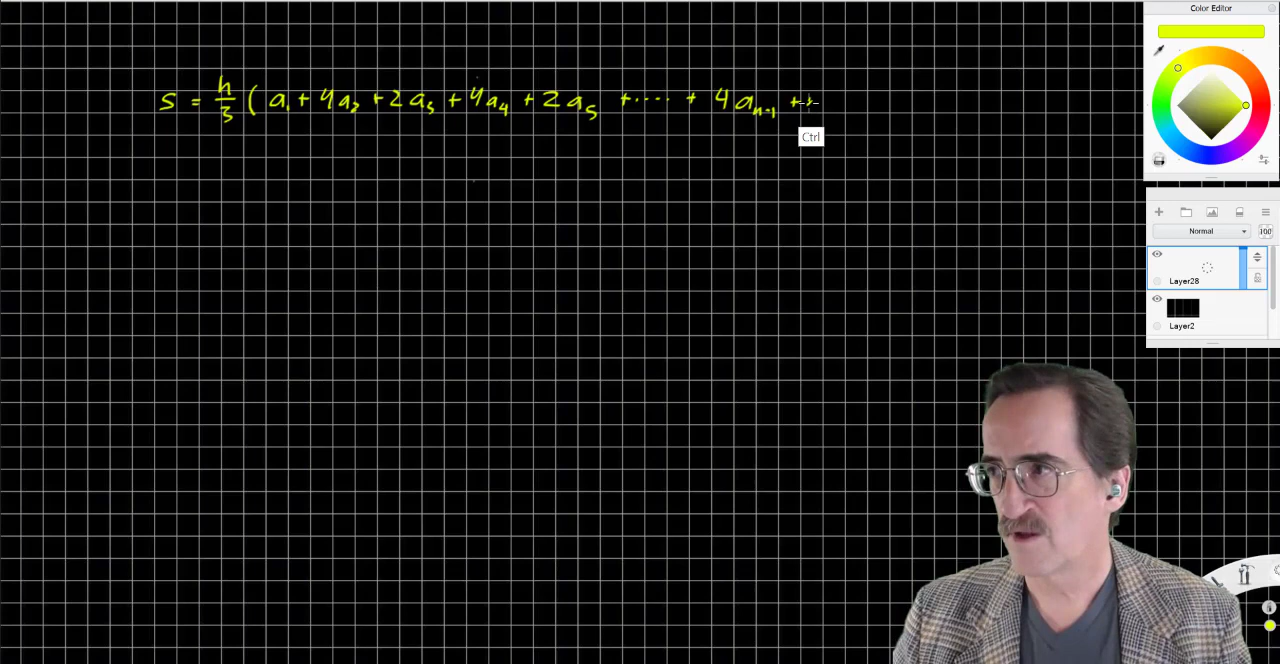 Color Editor
s = h/3 ( a₁ + 4a₂ + 2a₃ + 4a₄ + 2a₅ + .... + 4aₙ₋₁ +
Ctrl
Normal
100
Layer28
Layer2